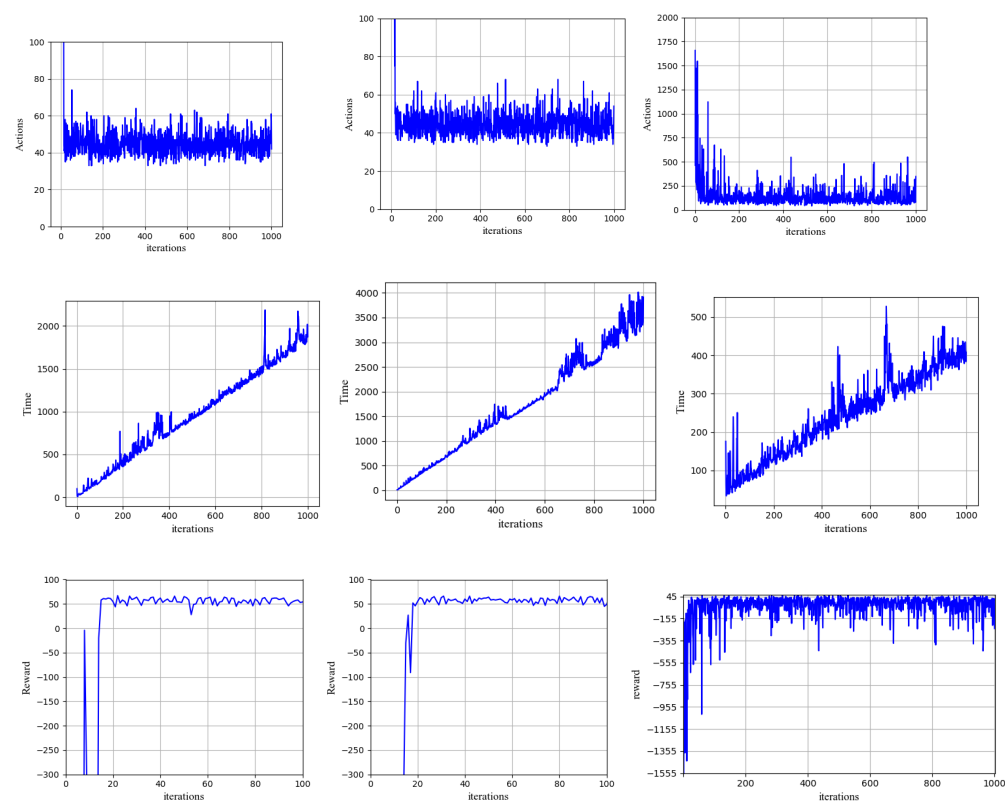 100
80
60
40
20
0
Actions
0 200 400 600 800 1000
iterations
100
80
60
40
20
0
Actions
0 200 400 600 800 1000
iterations
2000
1750
1500
1250
1000
750
500
250
0
Actions
0 200 400 600 800 1000
iterations
2000
1500
1000
500
0
Time
0 200 400 600 800 1000
iterations
4000
3500
3000
2500
2000
1500
1000
500
0
Time
0 200 400 600 800 1000
iterations
500
400
300
200
100
Time
0 200 400 600 800 1000
iterations
100
50
0
−50
−100
−150
−200
−250
−300
Reward
0 20 40 60 80 100
iterations
100
50
0
−50
−100
−150
−200
−250
−300
Reward
0 20 40 60 80 100
iterations
45
−155
−355
−555
−755
−955
−1155
−1355
−1555
reward
200 400 600 800 1000
iterations